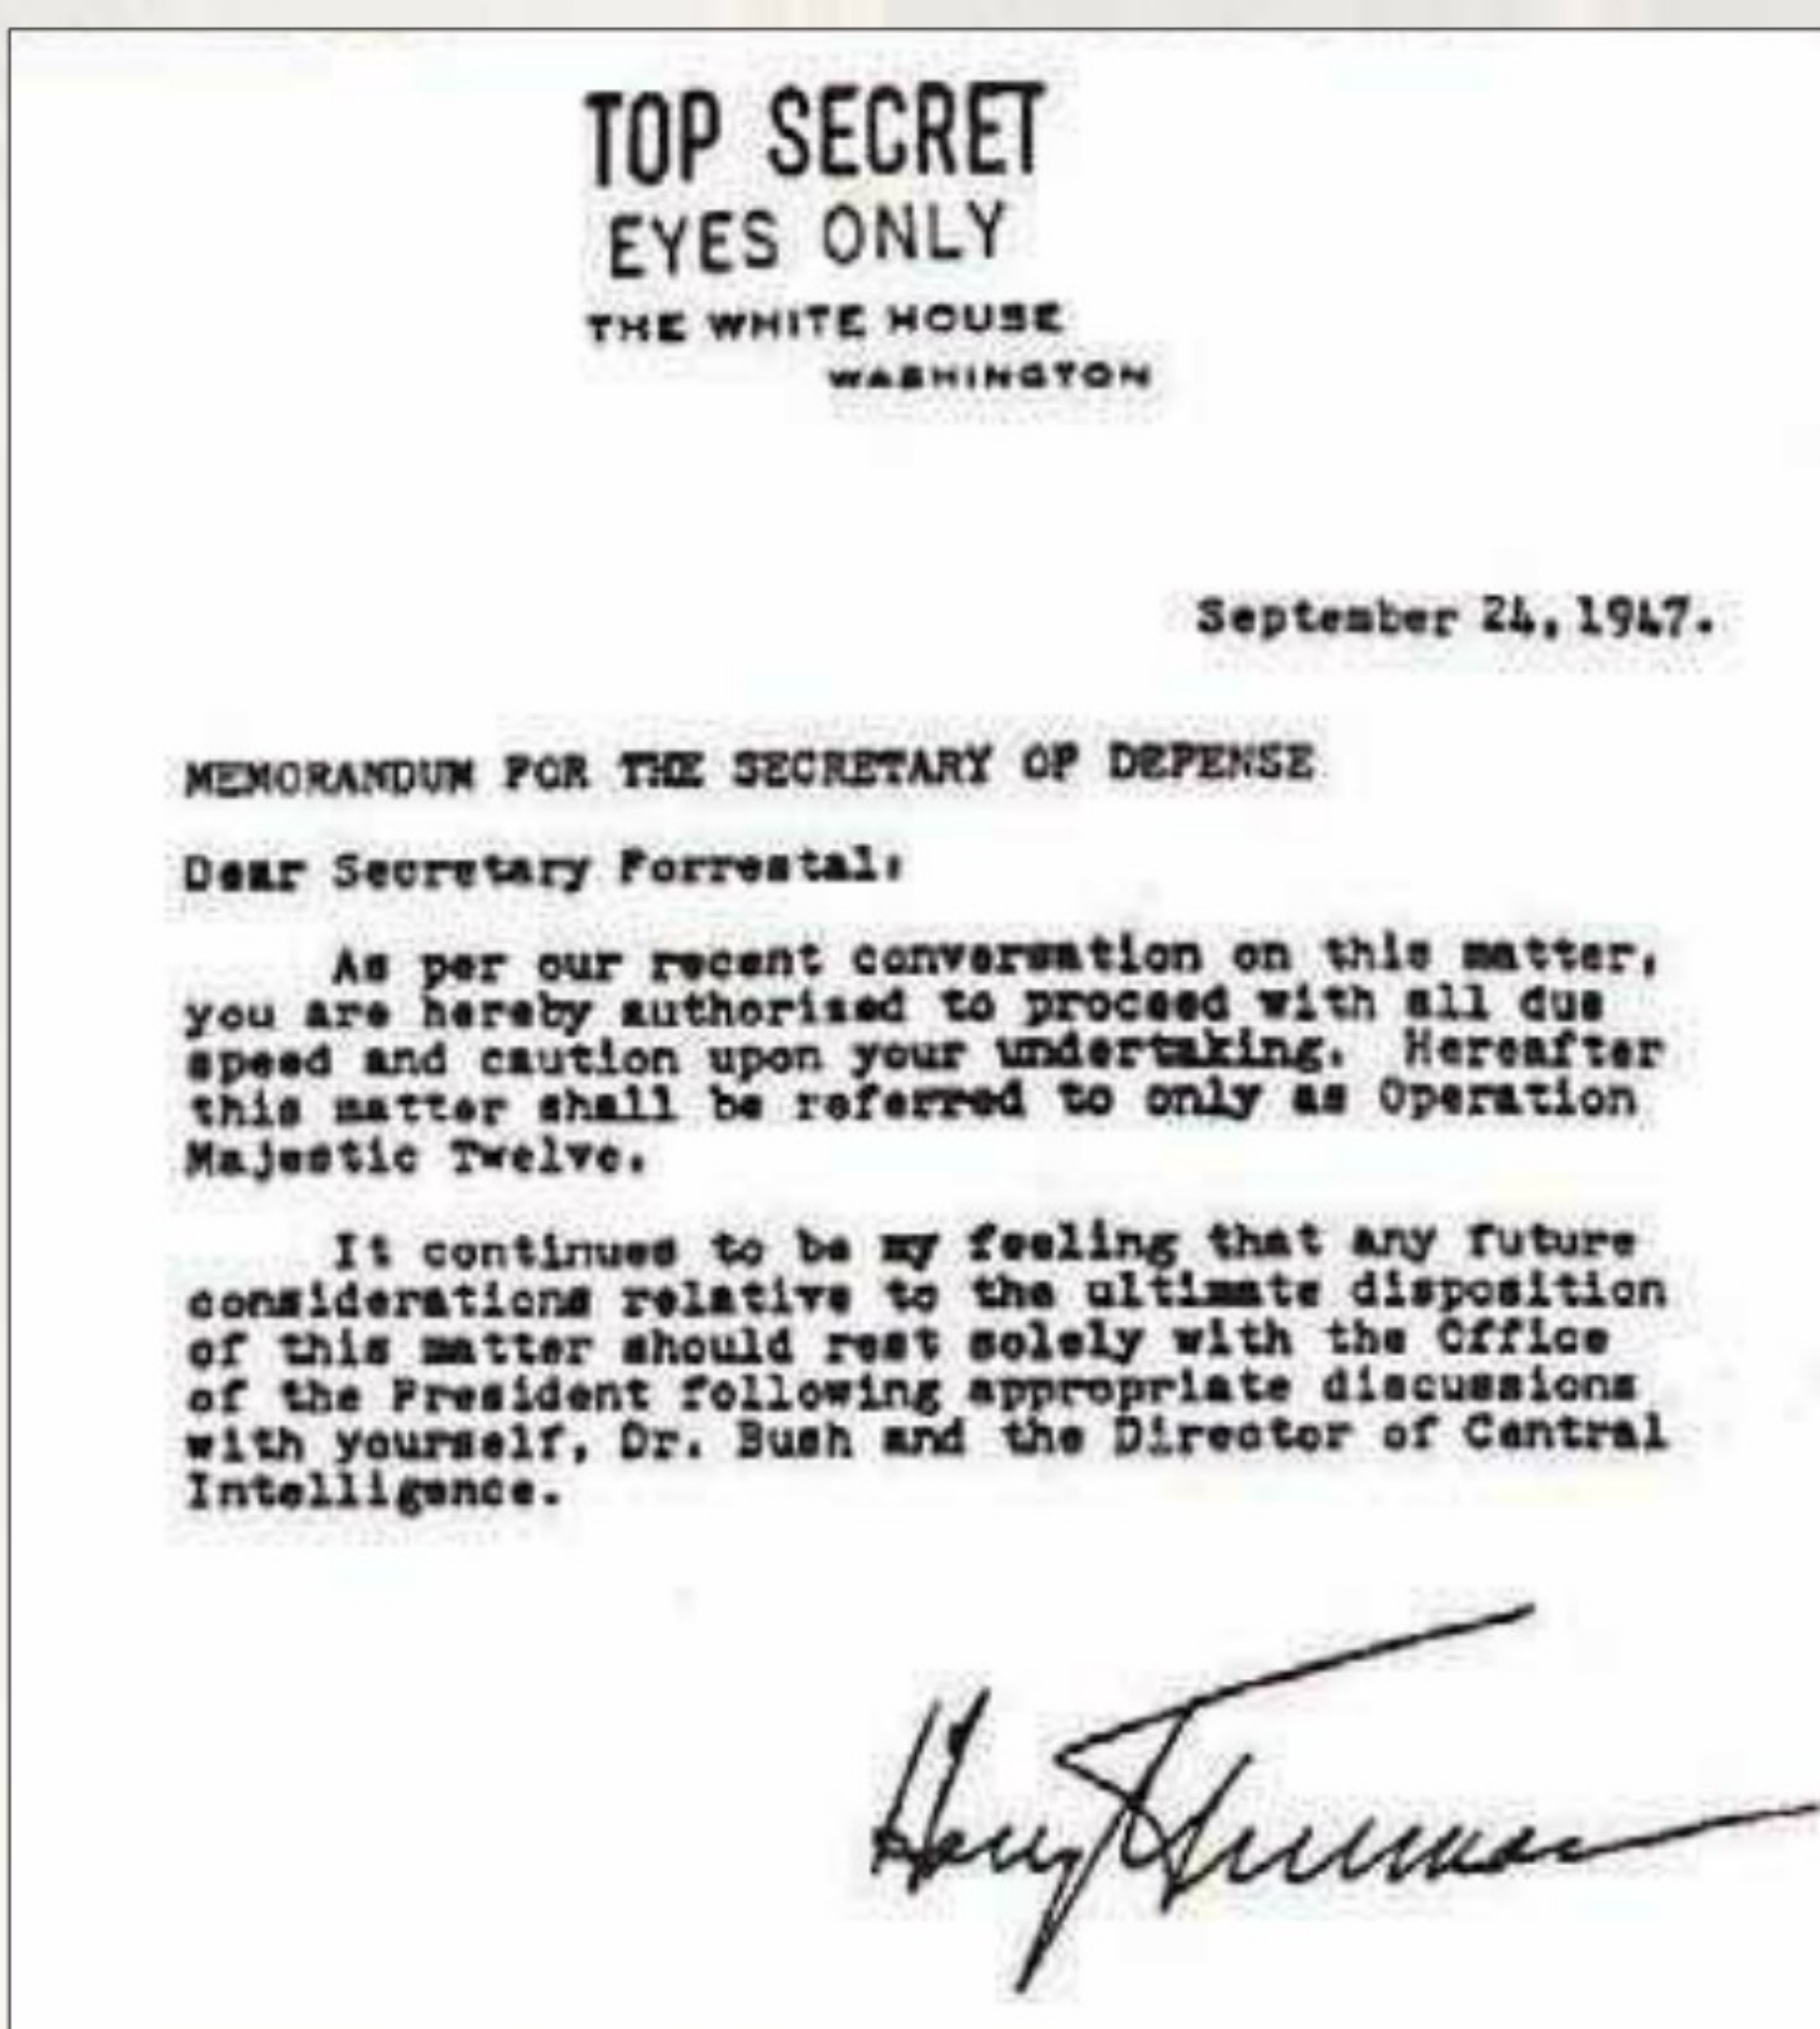 TOP SECRET
EYES ONLY
THE WHITE HOUSE
WASHINGTON
September 24, 1947.
MEMORANDUM FOR THE SECRETARY OF DEFENSE
Dear Secretary Forrestal:
As per our recent conversation on this matter,
you are hereby authorized to proceed with all due
speed and caution upon your undertaking. Hereafter
this matter shall be referred to only as Operation
Majestic Twelve.
It continues to be my feeling that any future
considerations relative to the ultimate disposition
of this matter should rest solely with the Office
of the President following appropriate discussions
with yourself, Dr. Bush and the Director of Central
Intelligence.
Harry Truman